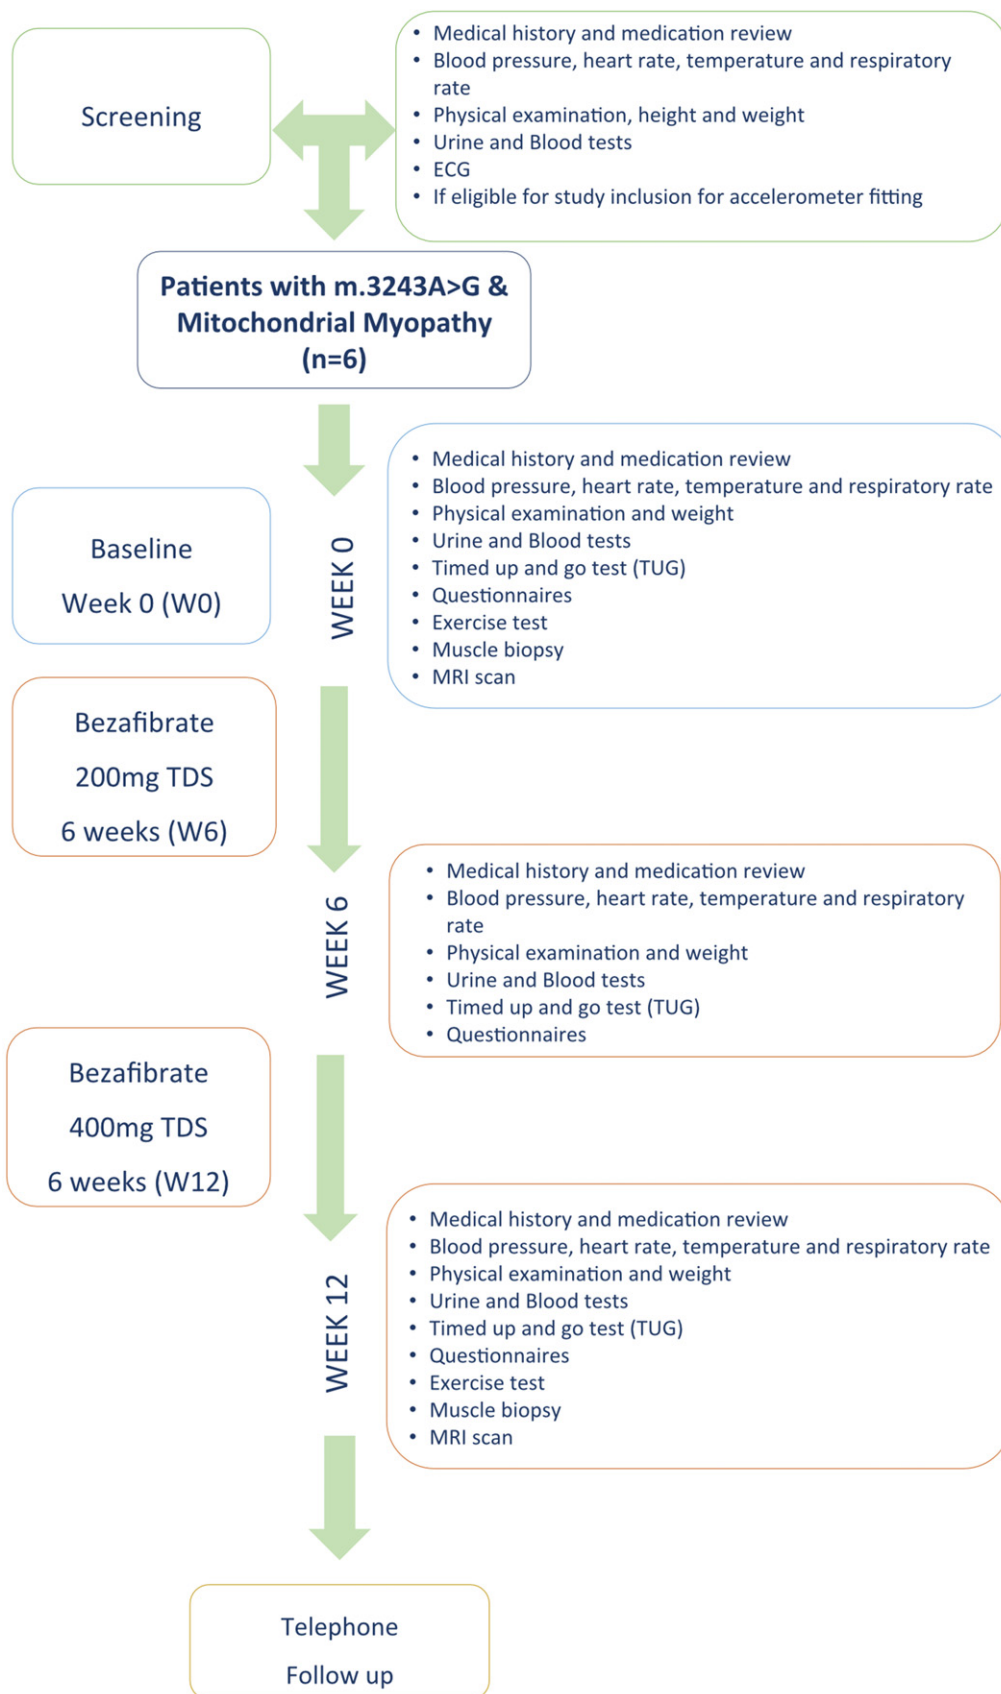 Screening
• Medical history and medication review
• Blood pressure, heart rate, temperature and respiratory
rate
• Physical examination, height and weight
• Urine and Blood tests
• ECG
• If eligible for study inclusion for accelerometer fitting
Patients with m.3243A>G &
Mitochondrial Myopathy
(n=6)
Baseline
Week 0 (W0)
WEEK 0
• Medical history and medication review
• Blood pressure, heart rate, temperature and respiratory rate
• Physical examination and weight
• Urine and Blood tests
• Timed up and go test (TUG)
• Questionnaires
• Exercise test
• Muscle biopsy
• MRI scan
Bezafibrate
200mg TDS
6 weeks (W6)
WEEK 6
• Medical history and medication review
• Blood pressure, heart rate, temperature and respiratory
rate
• Physical examination and weight
• Urine and Blood tests
• Timed up and go test (TUG)
• Questionnaires
Bezafibrate
400mg TDS
6 weeks (W12)
WEEK 12
• Medical history and medication review
• Blood pressure, heart rate, temperature and respiratory rate
• Physical examination and weight
• Urine and Blood tests
• Timed up and go test (TUG)
• Questionnaires
• Exercise test
• Muscle biopsy
• MRI scan
Telephone
Follow up